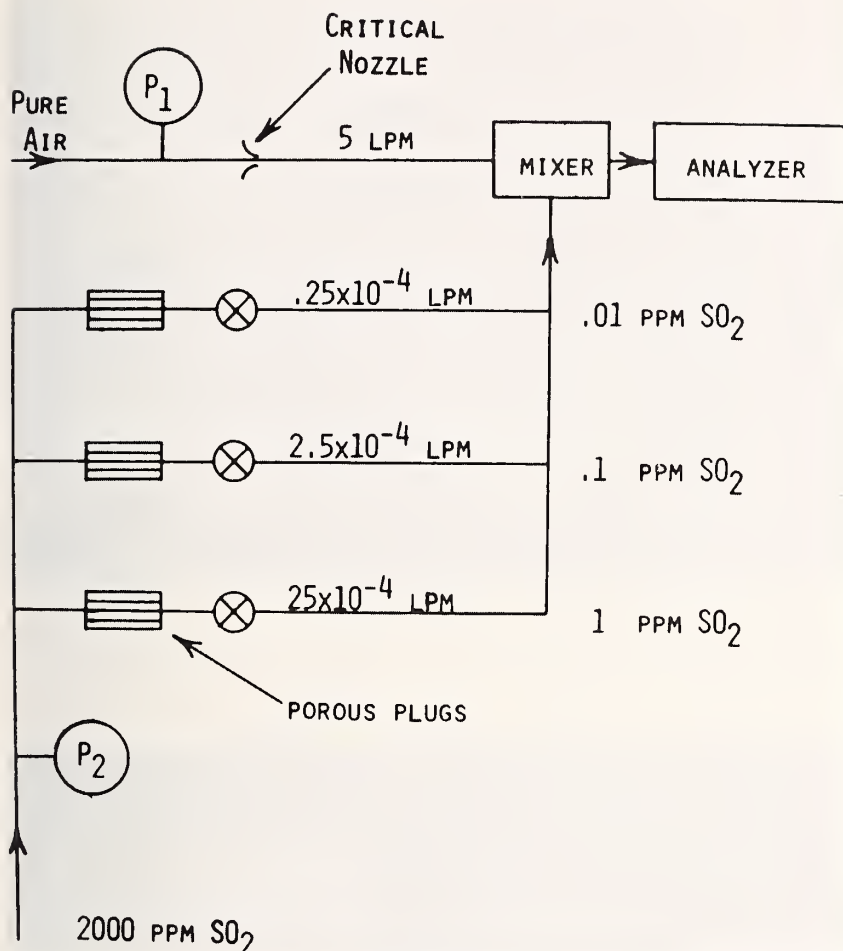 CRITICAL
NOZZLE
P1
PURE
AIR
5 LPM
MIXER
ANALYZER
.25x10-4 LPM
.01 PPM SO2
2.5x10-4 LPM
.1 PPM SO2
25x10-4 LPM
1 PPM SO2
POROUS PLUGS
P2
2000 PPM SO2